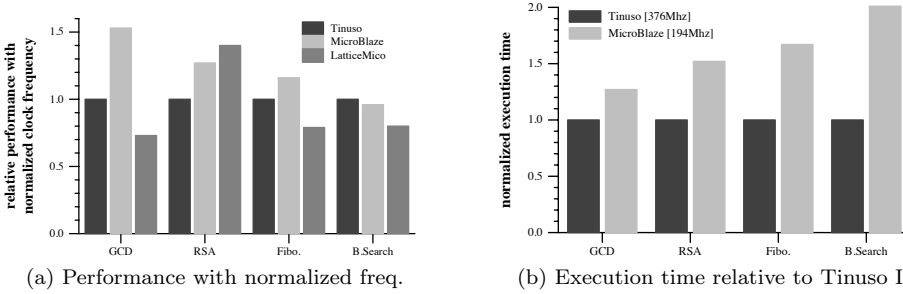 relative performance with
normalized clock frequency
1.5
1.0
0.5
0.0
Tinuso
MicroBlaze
LatticeMico
GCD
RSA
Fibo.
B.Search
(a) Performance with normalized freq.
normalized execution time
2.0
1.5
1.0
0.5
0.0
Tinuso [376Mhz]
MicroBlaze [194Mhz]
GCD
RSA
Fibo.
B.Search
(b) Execution time relative to Tinuso I